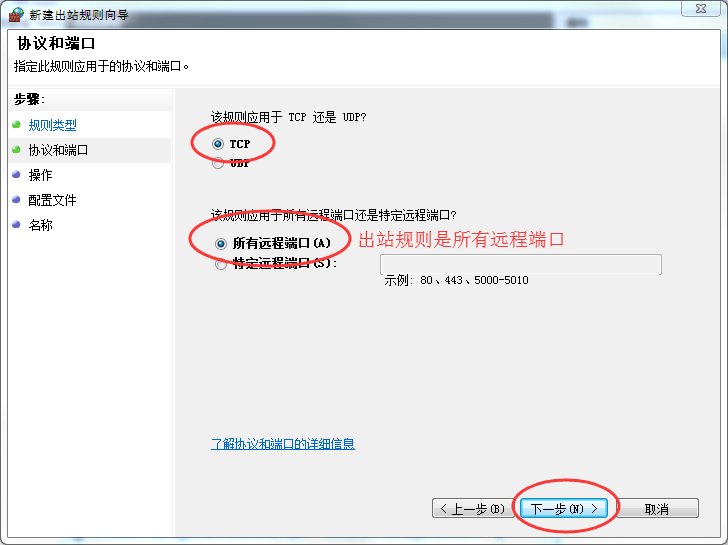 新建出站规则向导
协议和端口
指定此规则应用于的协议和端口。
步骤:
规则类型
协议和端口
操作
配置文件
名称
该规则应用于 TCP 还是 UDP?
TCP
UDP
该规则应用于所有远程端口还是特定远程端口?
所有远程端口(A)
出站规则是所有远程端口
特定远程端口(S):
示例: 80、443、5000-5010
了解协议和端口的详细信息
< 上一步(B)
下一步(N) >
取消